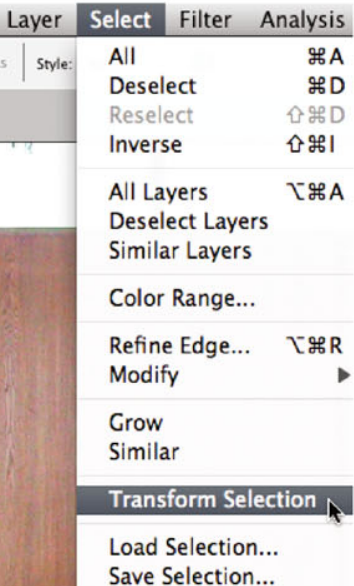 Layer Select Filter Analysis
s Style:
All ⌘A
Deselect ⌘D
Reselect ⇧⌘D
Inverse ⇧⌘I
All Layers ⌥⌘A
Deselect Layers
Similar Layers
Color Range...
Refine Edge... ⌥⌘R
Modify ▶
Grow
Similar
Transform Selection
Load Selection...
Save Selection...